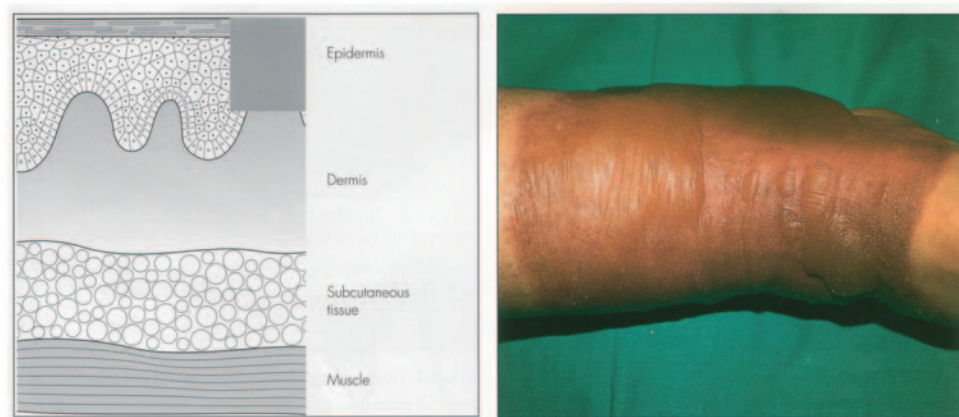 Epidermis
Dermis
Subcutaneous
tissue
Muscle